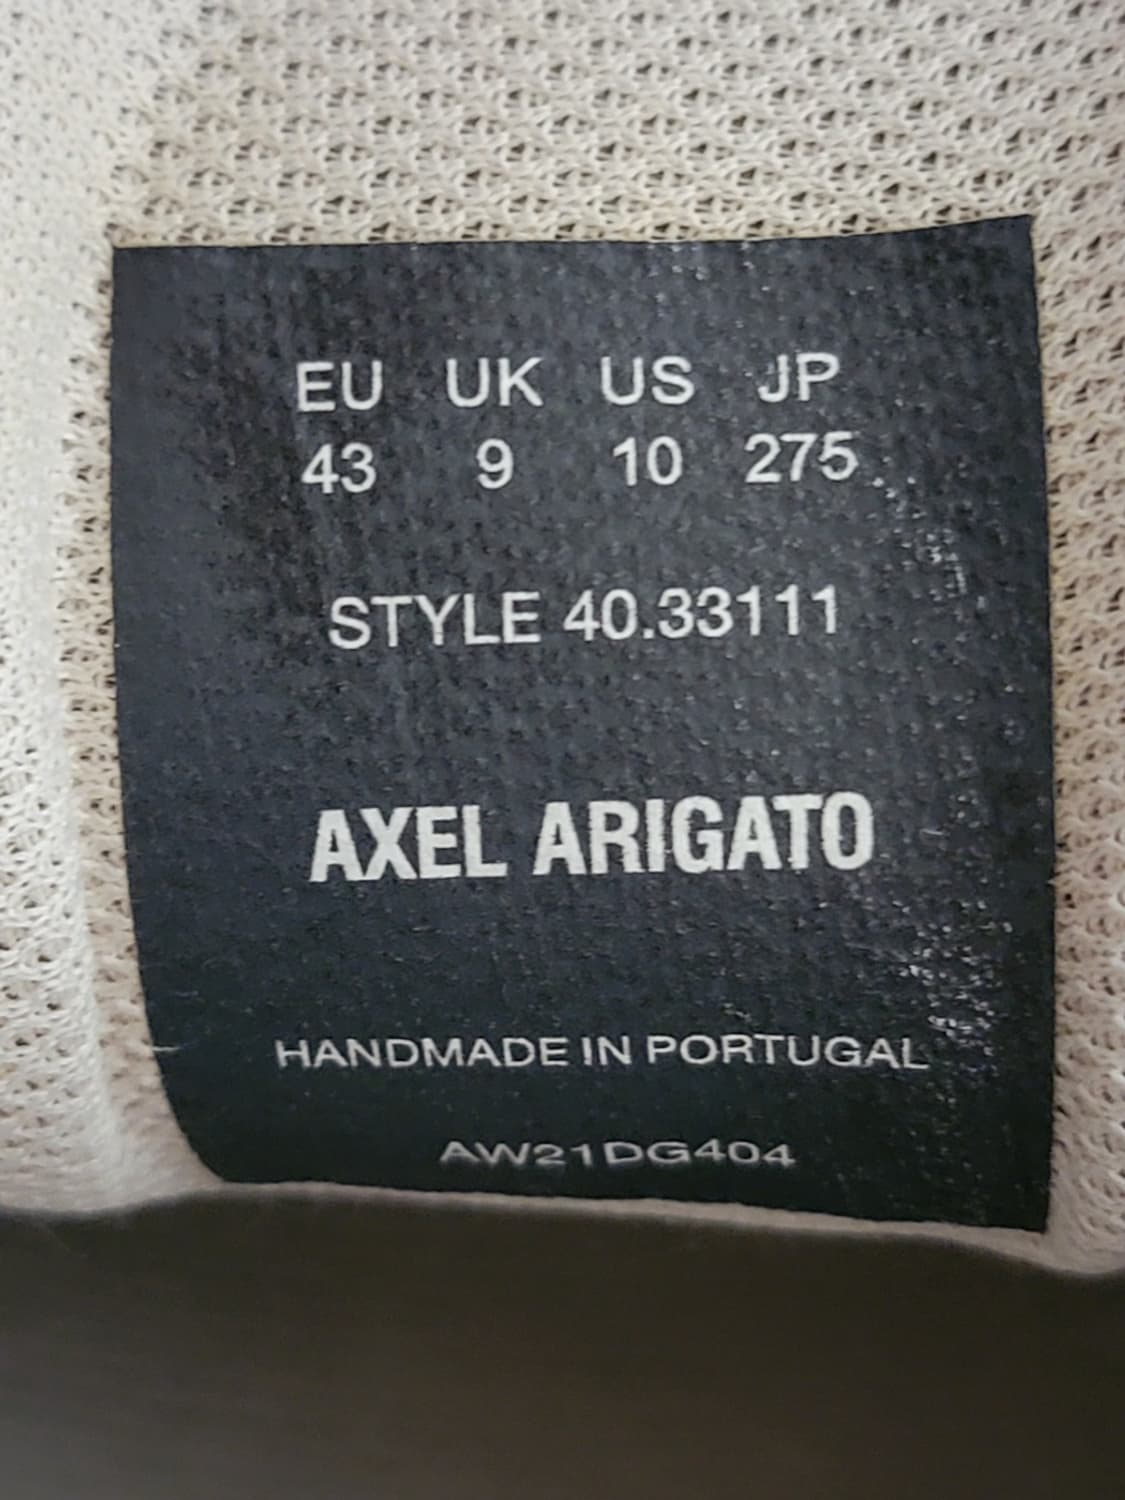 EU UK US JP
43 9 10 275
STYLE 40.33111
AXEL ARIGATO
HANDMADE IN PORTUGAL
AW21DG404